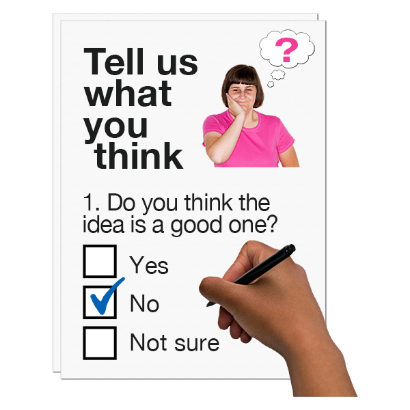 Tell us
what
you
think
?
1. Do you think the
idea is a good one?
Yes
No
Not sure